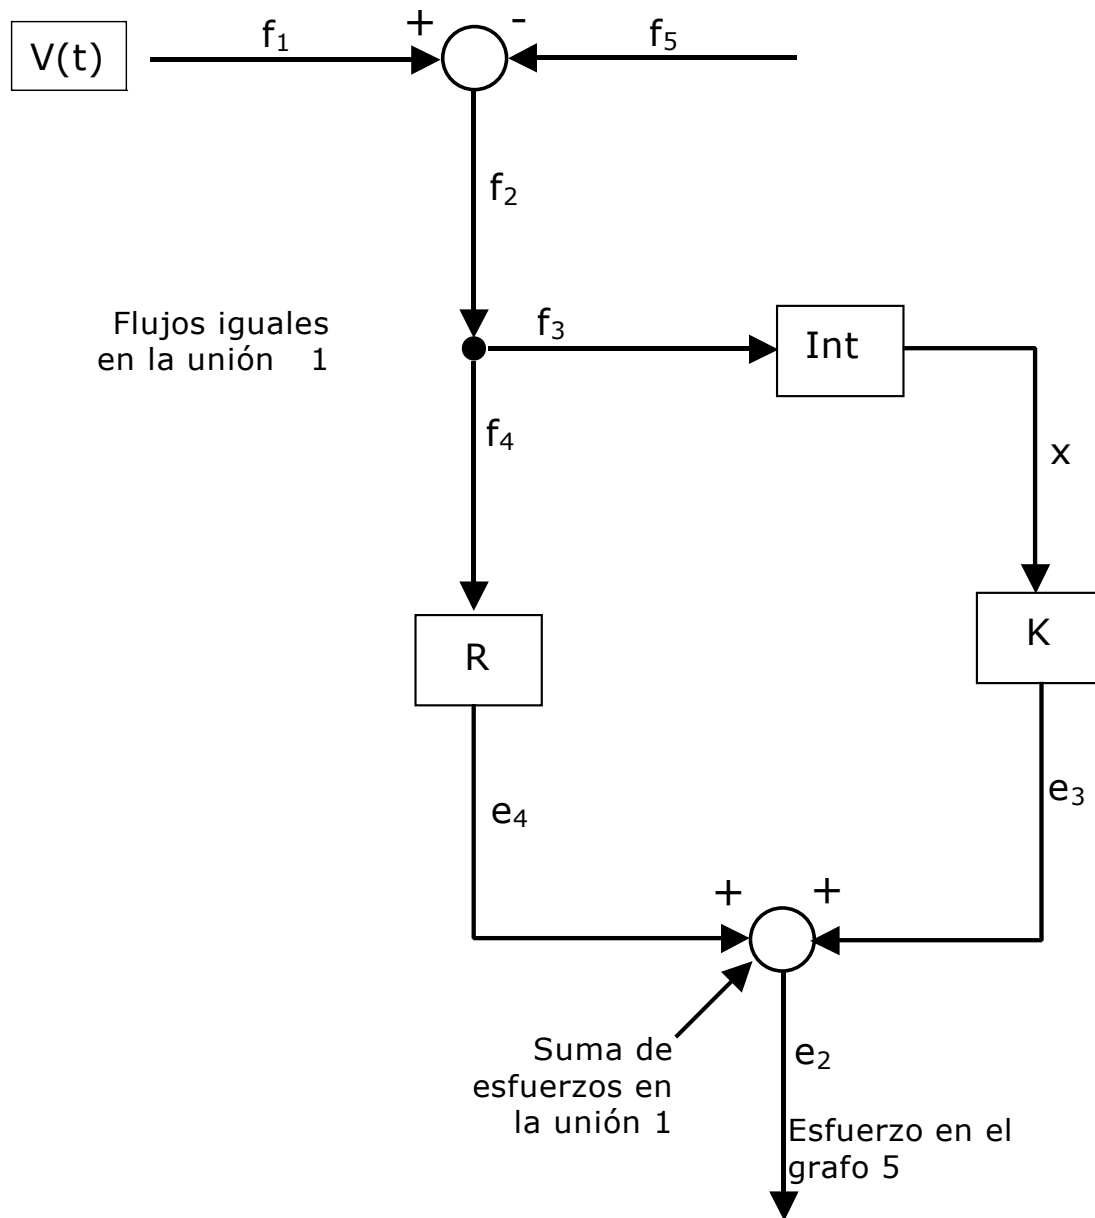 V(t)
f1
+
-
f5
f2
Flujos iguales
en la unión 1
f3
Int
f4
x
R
K
e4
e3
+
+
Suma de
esfuerzos en
la unión 1
e2
Esfuerzo en el
grafo 5